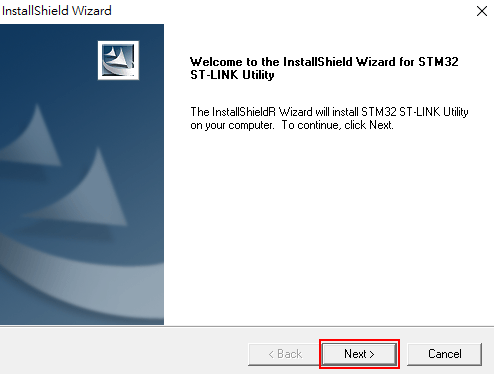 InstallShield Wizard
Welcome to the InstallShield Wizard for STM32
ST-LINK Utility
The InstallShieldR Wizard will install STM32 ST-LINK Utility
on your computer. To continue, click Next.
< Back
Next >
Cancel